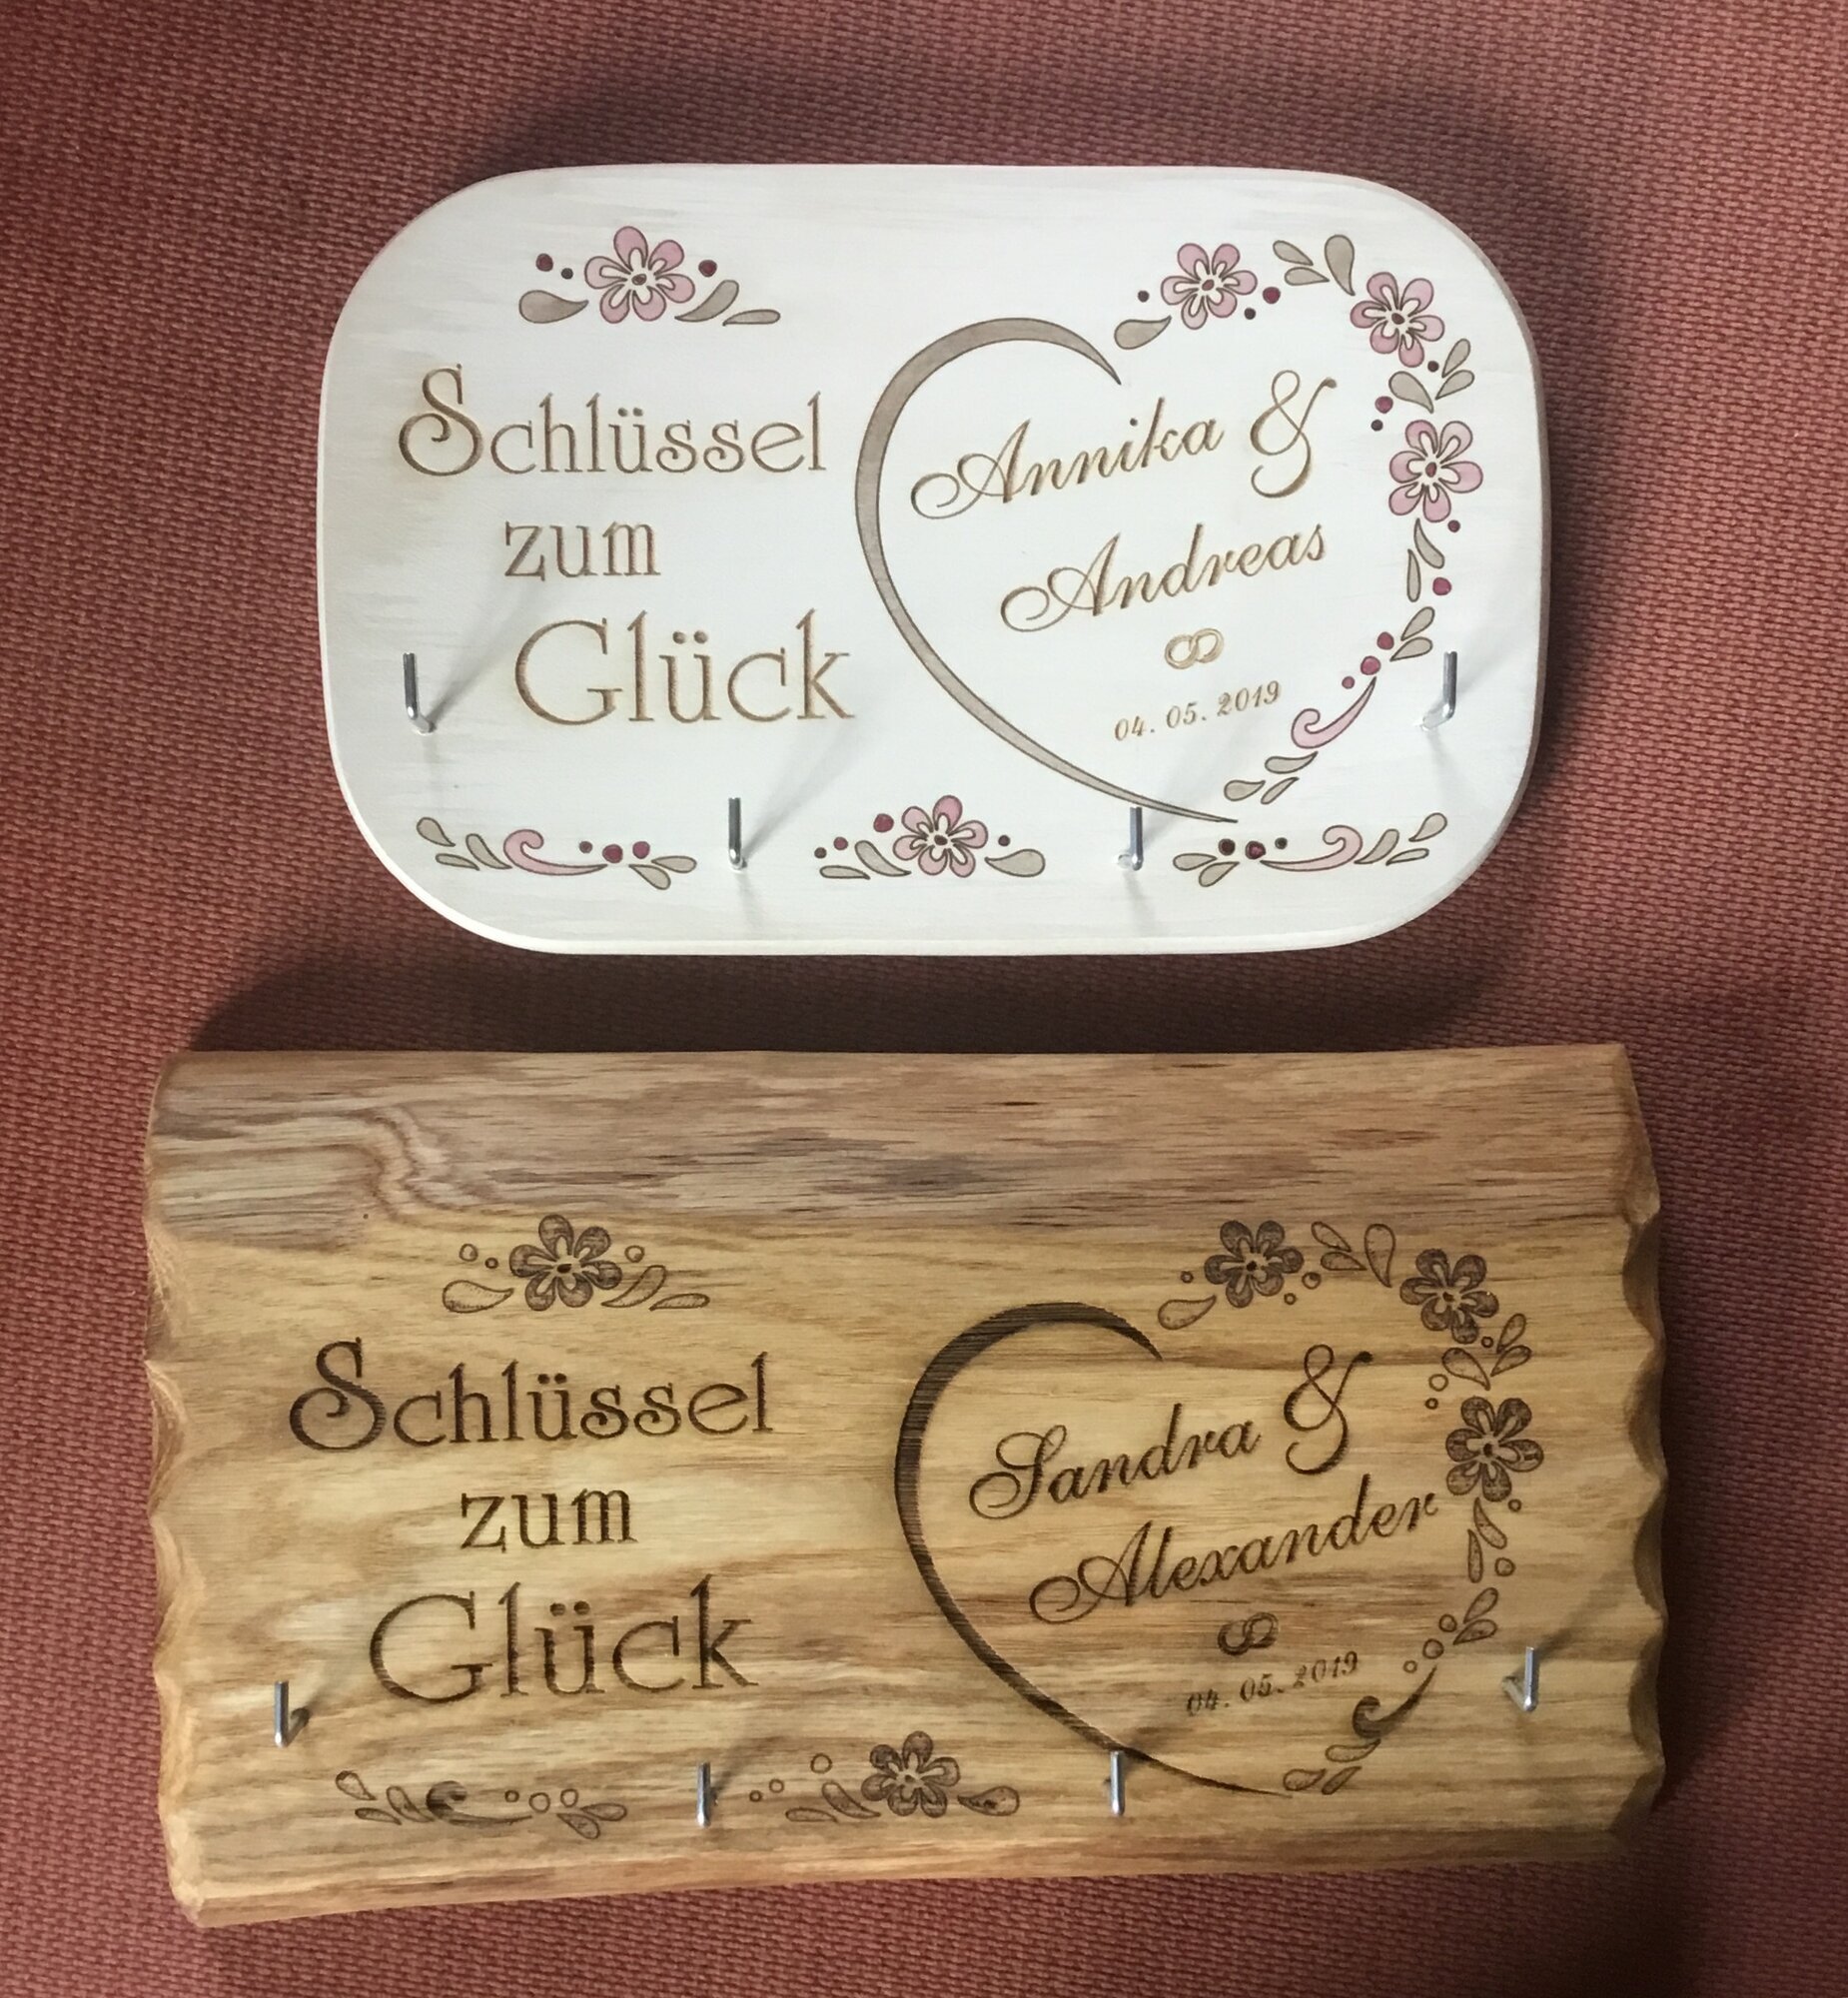 Schlüssel
zum
Glück
Annika &
Andreas
04. 05. 2019
Schlüssel
zum
Glück
Sandra &
Alexander
04. 05. 2019